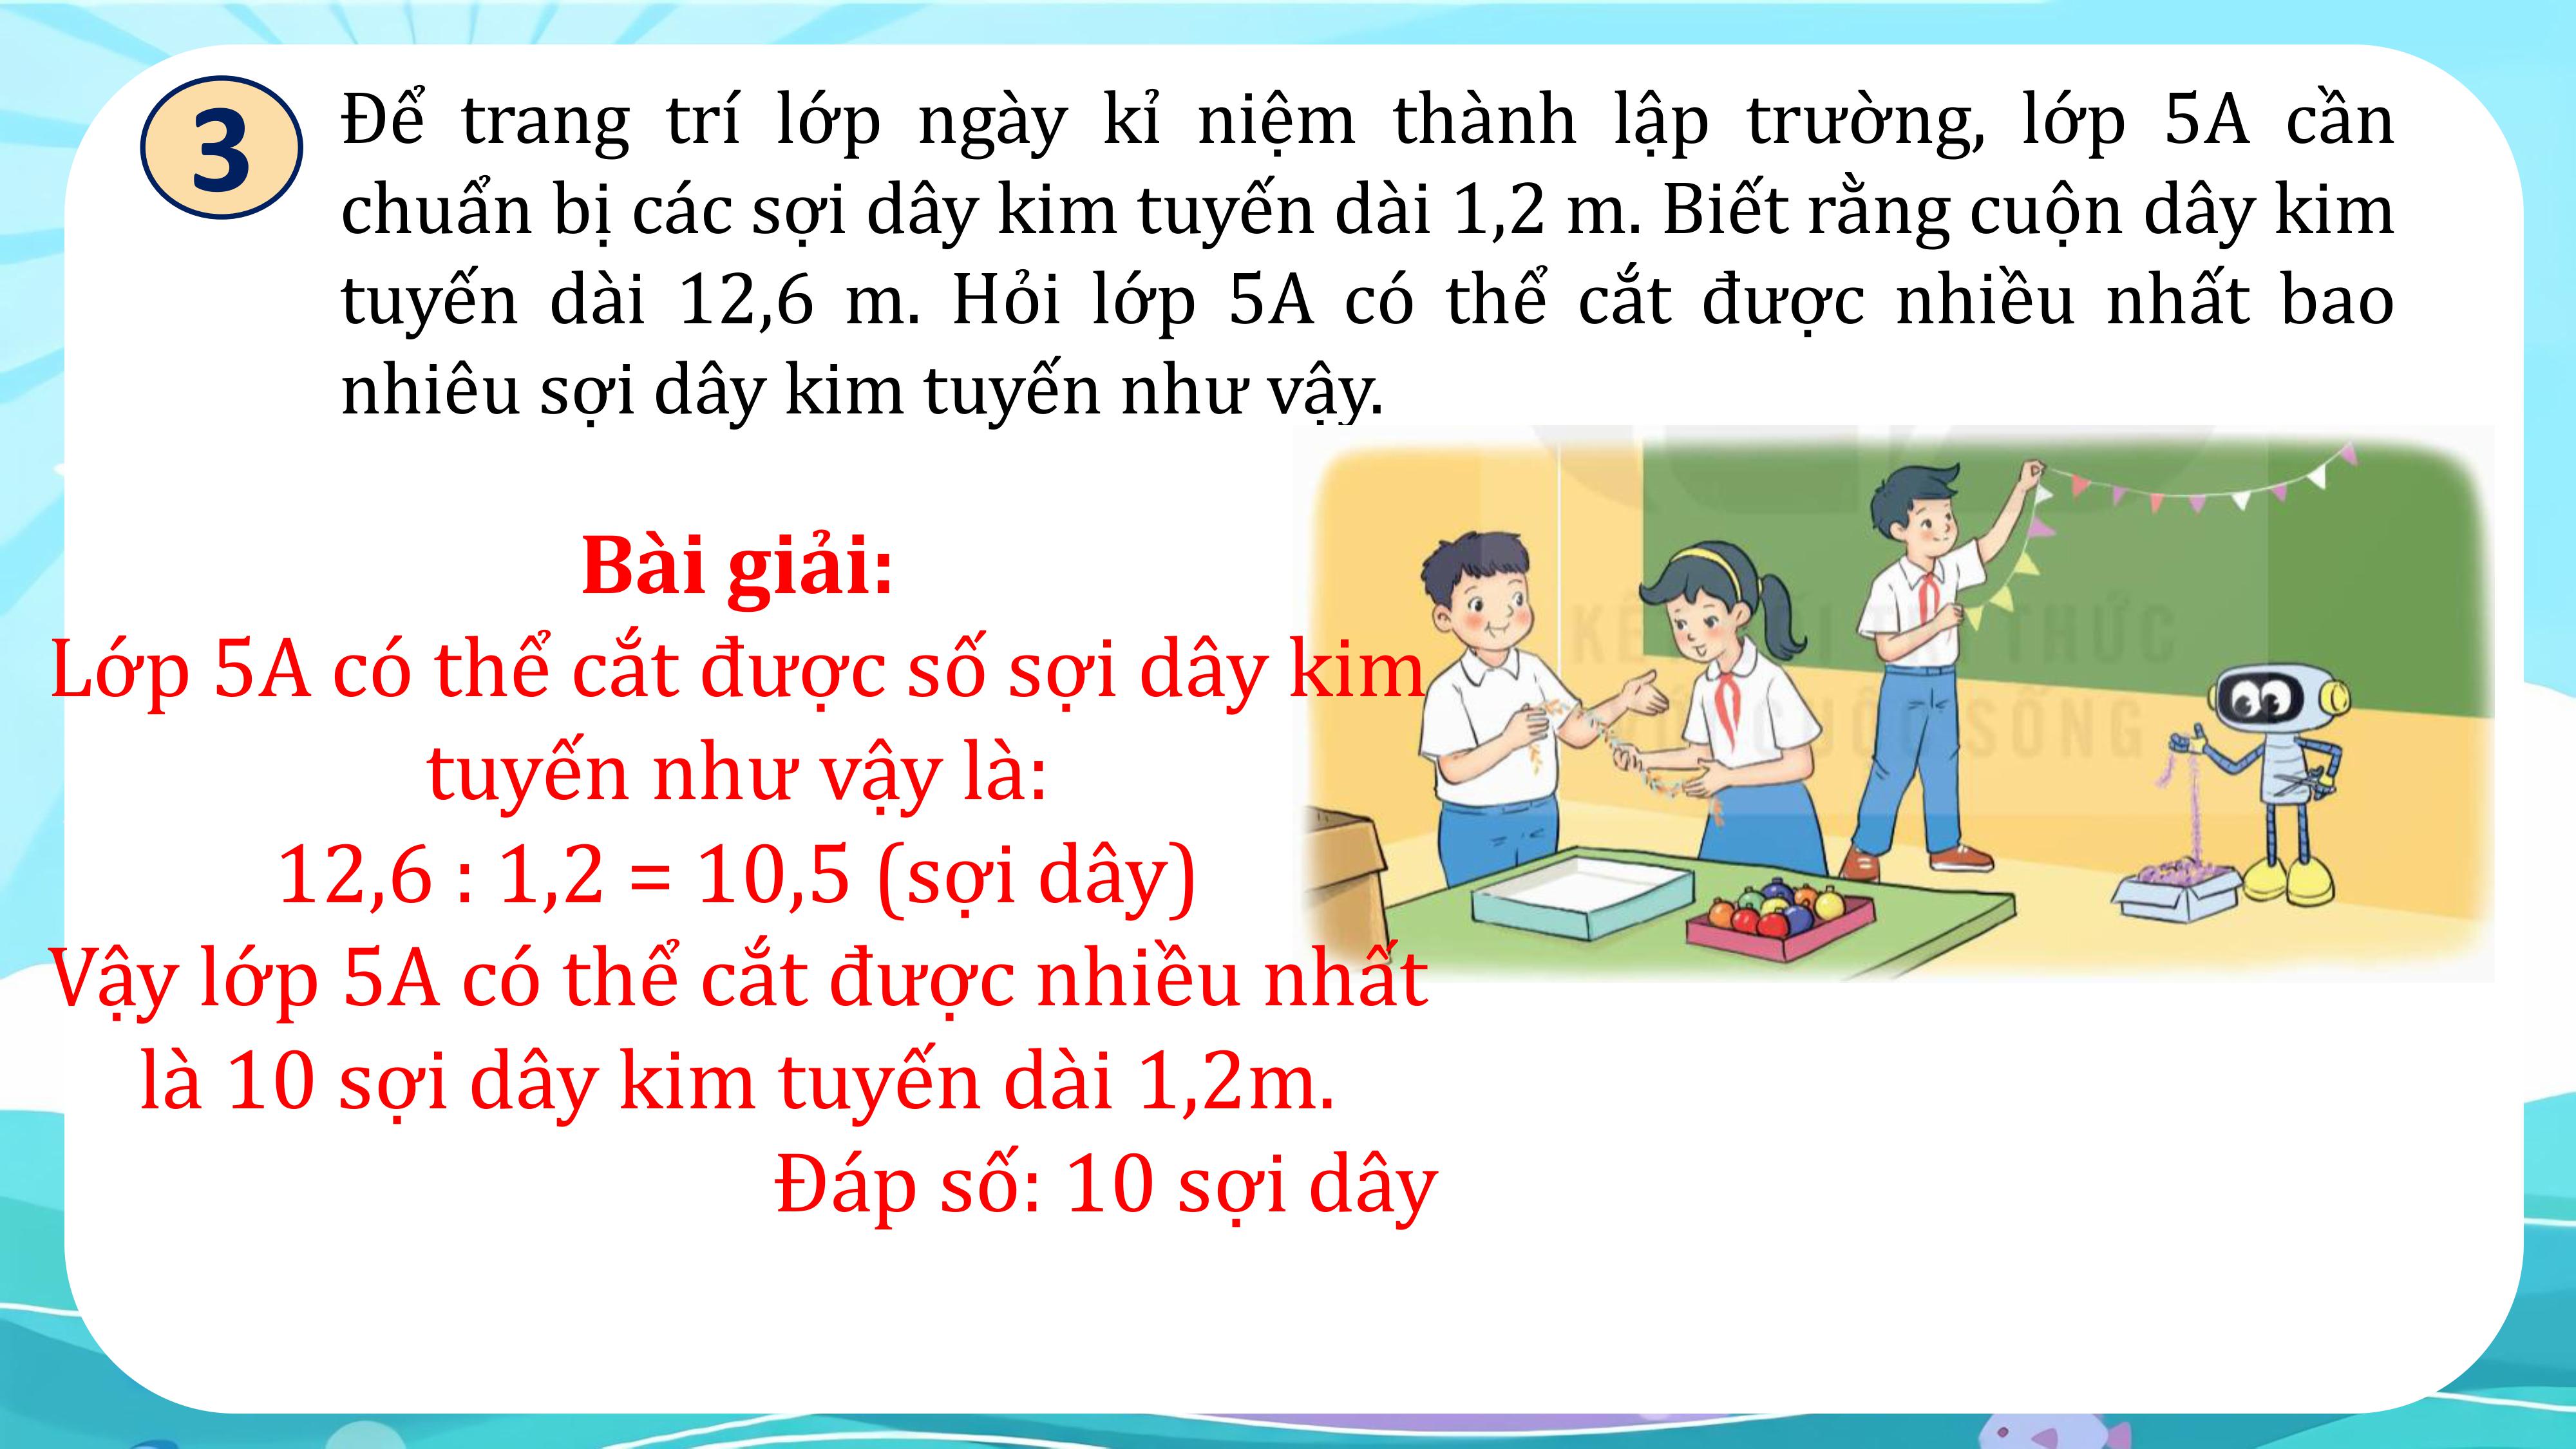 3
Để trang trí lớp ngày kỉ niệm thành lập trường, lớp 5A cần
chuẩn bị các sợi dây kim tuyến dài 1,2 m. Biết rằng cuộn dây kim
tuyến dài 12,6 m. Hỏi lớp 5A có thể cắt được nhiều nhất bao
nhiêu sợi dây kim tuyến như vậy.
Bài giải:
Lớp 5A có thể cắt được số sợi dây kim
tuyến như vậy là:
12,6 : 1,2 = 10,5 (sợi dây)
Vậy lớp 5A có thể cắt được nhiều nhất
là 10 sợi dây kim tuyến dài 1,2m.
Đáp số: 10 sợi dây
THỨC
SỐNG